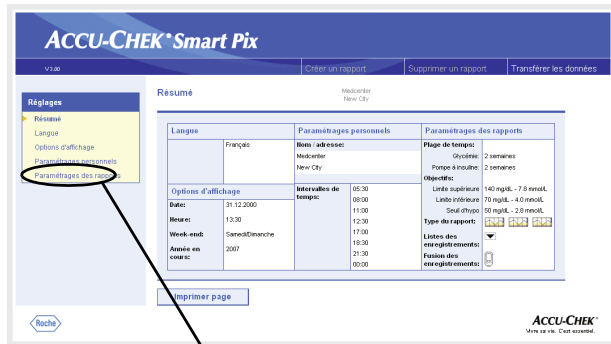 ACCU-CHEK® Smart Pix
V 3.80
Créer un rapport
Supprimer un rapport
Transférer les données
Réglages
Résumé
Langue
Options d'affichage
Paramétrages personnels
Paramétrages des rapports
Résumé
Medcenter
New City
Langue
Français
Options d'affichage
Date: 31.12.2000
Heure: 13:30
Week-end: Samedi/Dimanche
Année en cours: 2007
Paramétrages personnels
Nom / adresse:
Medcenter
New City
Intervalles de temps:
05:30
08:00
11:00
12:30
17:00
18:30
21:30
00:00
Paramétrages des rapports
Plage de temps:
Glycémie: 2 semaines
Pompe à insuline: 2 semaines
Objectifs:
Limite supérieure 140 mg/dL - 7.8 mmol/L
Limite inférieure 70 mg/dL - 4.0 mmol/L
Seuil d'hypo 50 mg/dL - 2.8 mmol/L
Type du rapport:
Listes des
enregistrements:
Fusion des
enregistrements:
Imprimer page
Roche
ACCU-CHEK®
Vivre sa vie. C'est essentiel.